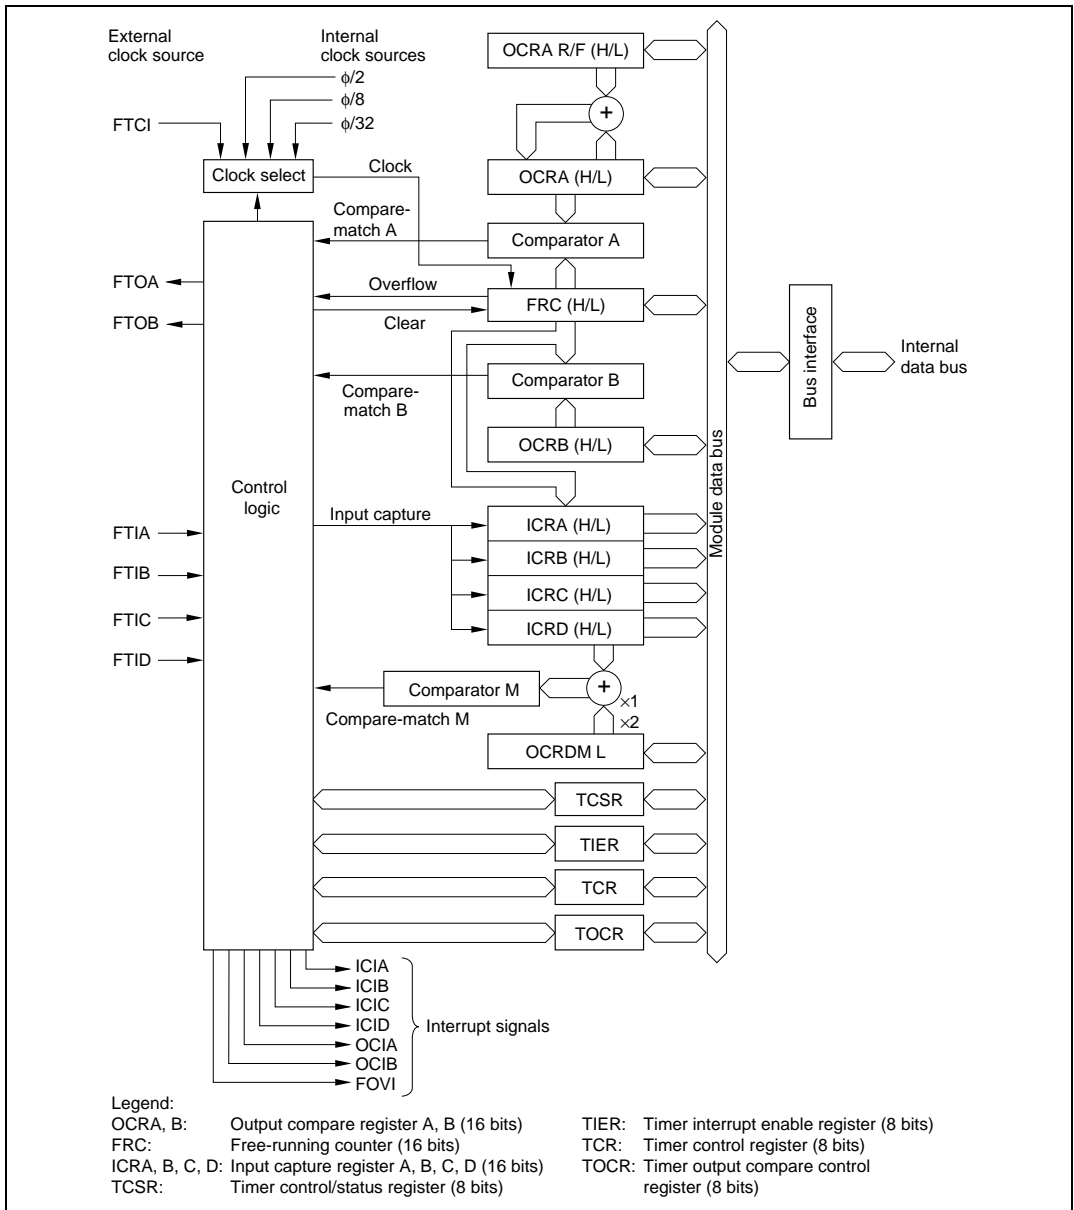 External
clock source
Internal
clock sources
ϕ/2
ϕ/8
ϕ/32
FTCI
Clock select
Clock
OCRA R/F (H/L)
+
OCRA (H/L)
Compare-
match A
Comparator A
FTOA
FTOB
Overflow
FRC (H/L)
Clear
Compare-
match B
Comparator B
OCRB (H/L)
Control
logic
Input capture
ICRA (H/L)
ICRB (H/L)
ICRC (H/L)
ICRD (H/L)
FTIA
FTIB
FTIC
FTID
Comparator M
+
×1
×2
Compare-match M
OCRDM L
TCSR
TIER
TCR
TOCR
Module data bus
Bus interface
Internal
data bus
ICIA
ICIB
ICIC
ICID
OCIA
OCIB
FOVI
Interrupt signals
Legend:
OCRA, B: Output compare register A, B (16 bits)
FRC: Free-running counter (16 bits)
ICRA, B, C, D: Input capture register A, B, C, D (16 bits)
TCSR: Timer control/status register (8 bits)
TIER: Timer interrupt enable register (8 bits)
TCR: Timer control register (8 bits)
TOCR: Timer output compare control
register (8 bits)